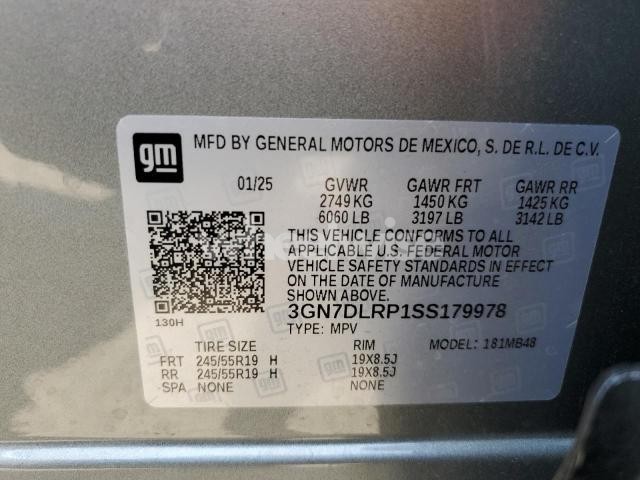 gm
MFD BY GENERAL MOTORS DE MEXICO, S. DE R.L. DE C.V.
01/25 GVWR GAWR FRT GAWR RR
2749 KG 1450 KG 1425 KG
6060 LB 3197 LB 3142 LB
THIS VEHICLE CONFORMS TO ALL
APPLICABLE U.S. FEDERAL MOTOR
VEHICLE SAFETY STANDARDS IN EFFECT
ON THE DATE OF MANUFACTURE
SHOWN ABOVE.
3GN7DLRP1SS179978
130H TYPE: MPV
TIRE SIZE RIM MODEL: 181MB48
FRT 245/55R19 H 19X8.5J
RR 245/55R19 H 19X8.5J
SPA NONE NONE